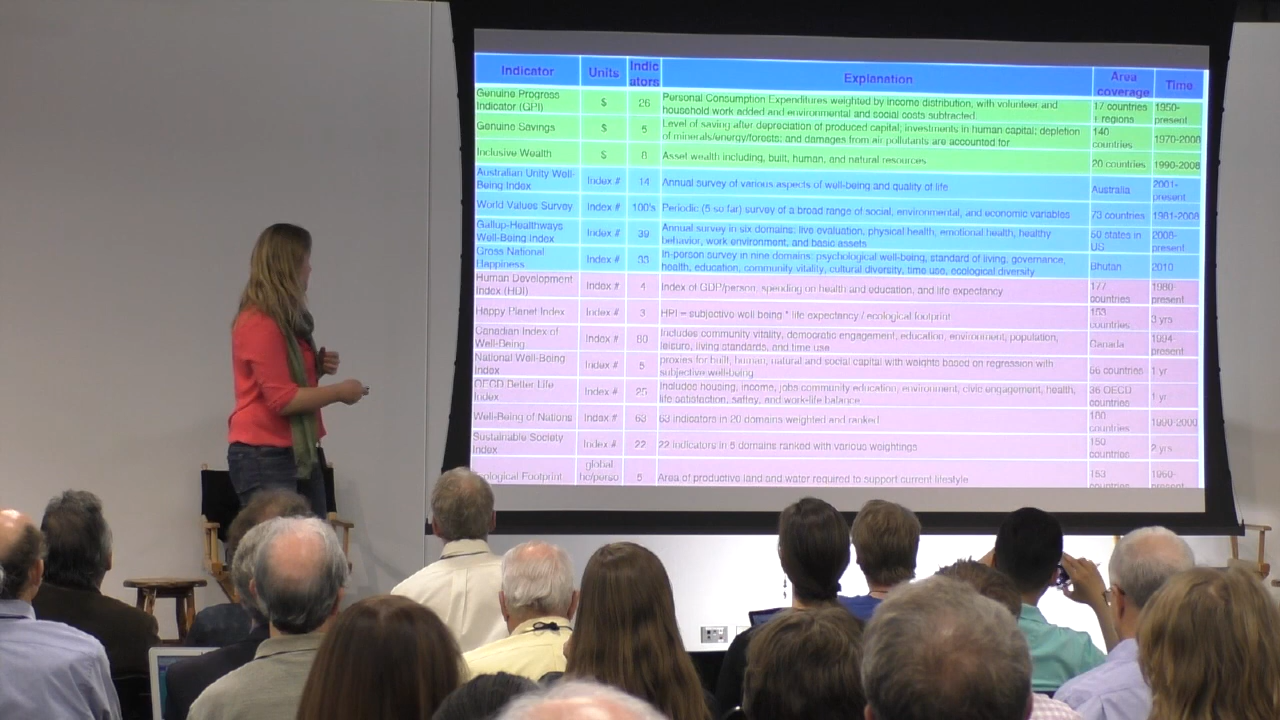 Indicator Units Indic ators Explanation Area coverage Time
Genuine Progress Indicator (GPI) $ 26 Personal Consumption Expenditures weighted by income distribution, with volunteer and household work added and environmental and social costs subtracted 17 countries + regions 1950-present
Genuine Savings $ 5 Level of saving after depreciation of produced capital; investments in human capital; depletion of minerals/energy/forests; and damages from air pollutants are accounted for 140 countries 1970-2008
Inclusive Wealth $ 8 Asset wealth including, built, human, and natural resources 20 countries 1990-2008
Australian Unity Well-Being Index Index # 14 Annual survey of various aspects of well-being and quality of life Australia 2001-present
World Values Survey Index # 100's Periodic (5 so far) survey of a broad range of social, environmental, and economic variables 73 countries 1981-2008
Gallup-Healthways Well-Being Index Index # 39 Annual survey in six domains: live evaluation, physical health, emotional health, healthy behavior, work environment, and basic assets 50 states in US 2008-present
Gross National Happiness Index # 33 In-person survey in nine domains: psychological well-being, standard of living, governance, health, education, community vitality, cultural diversity, time use, ecological diversity Bhutan 2010
Human Development Index (HDI) Index # 4 Index of GDP/person, spending on health and education, and life expectancy 177 countries 1980-present
Happy Planet Index Index # 3 HPI = subjective well being * life expectancy / ecological footprint 153 countries 3 yrs
Canadian Index of Well-Being Index # 80 Includes community vitality, democratic engagement, education, environment, population, leisure, living standards, and time use Canada 1994-present
National Well-Being Index Index # 5 proxies for built, human, natural and social capital with weights based on regression with subjective well-being 56 countries 1 yr
OECD Better Life Index Index # 25 Includes housing, income, jobs community education, environment, civic engagement, health, life satisfaction, saftey, and work-life balance 36 OECD countries 1 yr
Well-Being of Nations Index # 63 63 indicators in 20 domains weighted and ranked 180 countries 1990-2000
Sustainable Society Index Index # 22 22 indicators in 5 domains ranked with various weightings 150 countries 2 yrs
ological Footprint global ha/perso 5 Area of productive land and water required to support current lifestyle 153 countries 1960-present